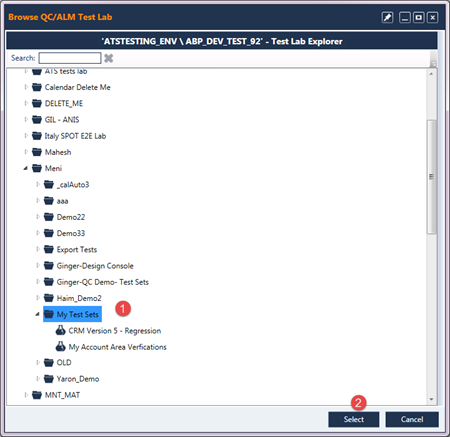 Browse QC/ALM Test Lab
'ATSTESTING_ENV \ ABP_DEV_TEST_92' - Test Lab Explorer
Search:
ATS tests lab
Calendar Delete Me
DELETE_ME
GIL - ANIS
Italy SPOT E2E Lab
Mahesh
Meni
_calAuto3
aaa
Demo22
Demo33
Export Tests
Ginger-Design Console
Ginger-QC Demo- Test Sets
Haim_Demo2
My Test Sets 1
CRM Version 5 - Regression
My Account Area Verfications
OLD
Yaron_Demo
MNT_MAT
2
Select Cancel